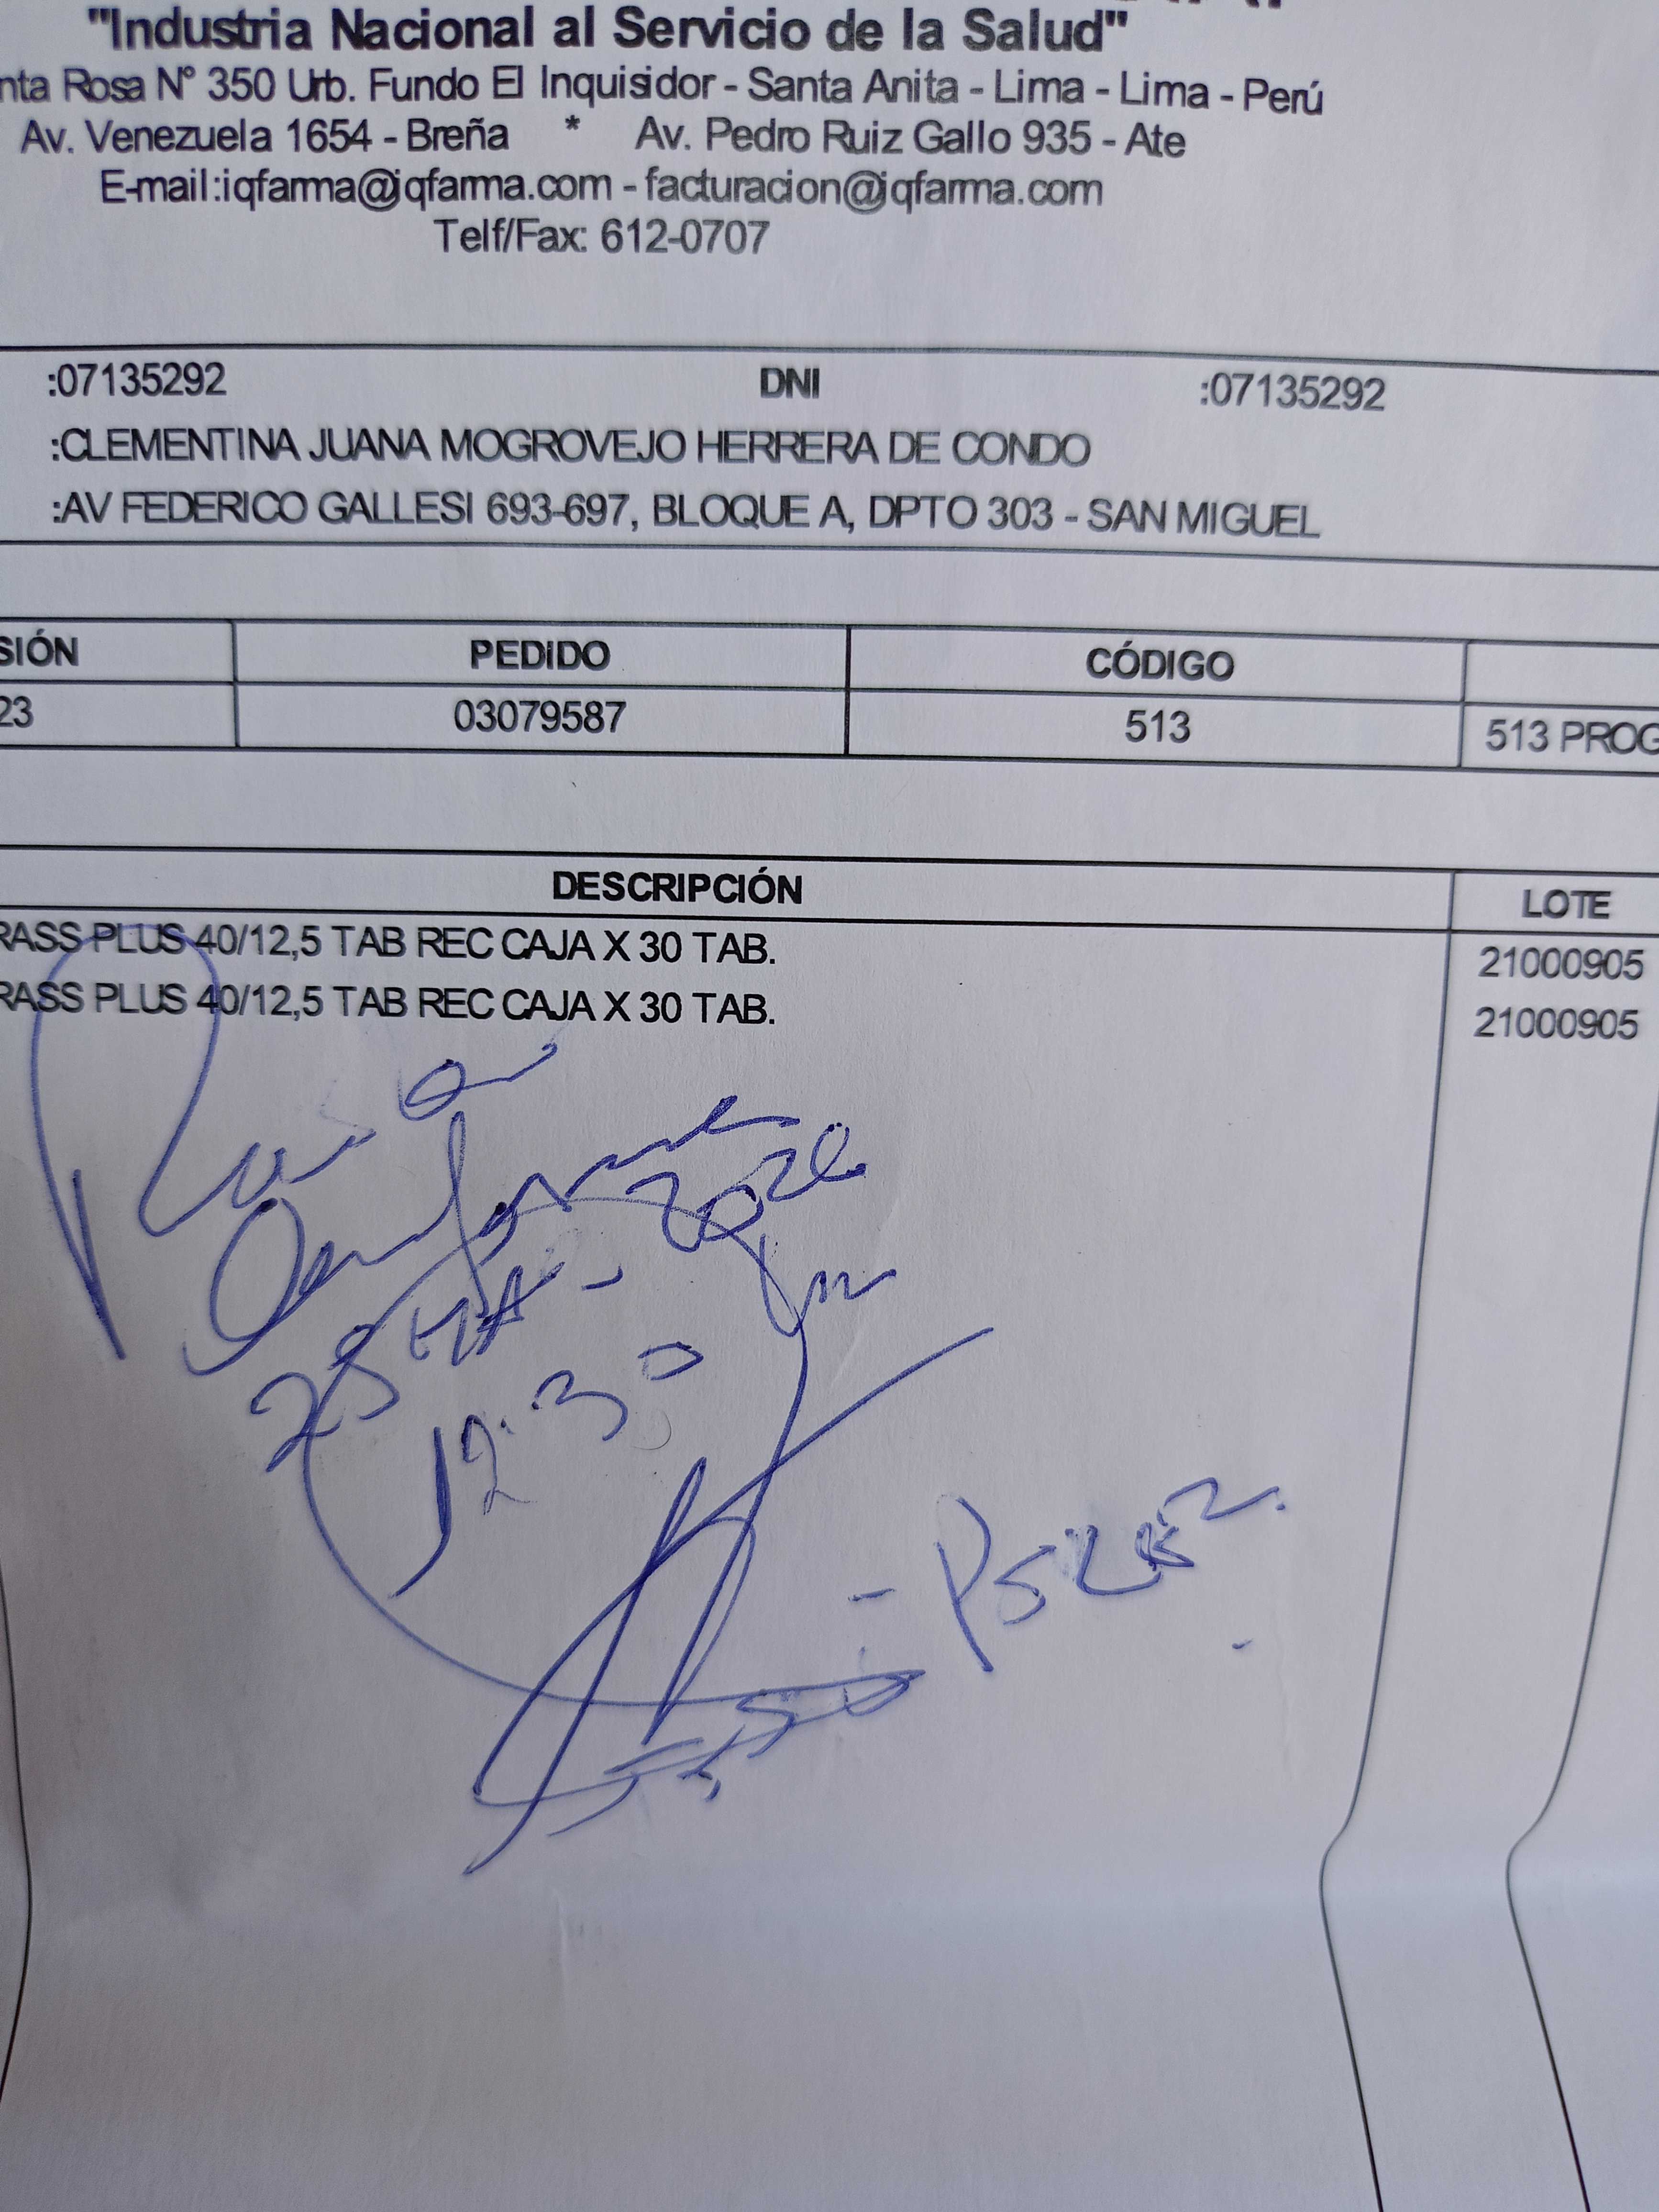 "Industria Nacional al Servicio de la Salud"
nta Rosa N° 350 Urb. Fundo El Inquisidor - Santa Anita - Lima - Lima - Perú
Av. Venezuela 1654 - Breña * Av. Pedro Ruiz Gallo 935 - Ate
E-mail:iqfarma@iqfarma.com - facturacion@iqfarma.com
Telf/Fax: 612-0707
:07135292 DNI :07135292
:CLEMENTINA JUANA MOGROVEJO HERRERA DE CONDO
:AV FEDERICO GALLESI 693-697, BLOQUE A, DPTO 303 - SAN MIGUEL
SIÓN PEDIDO CÓDIGO
23 03079587 513 513 PROG
DESCRIPCIÓN LOTE
RASS PLUS 40/12,5 TAB REC CAJA X 30 TAB. 21000905
RASS PLUS 40/12,5 TAB REC CAJA X 30 TAB. 21000905
12:30